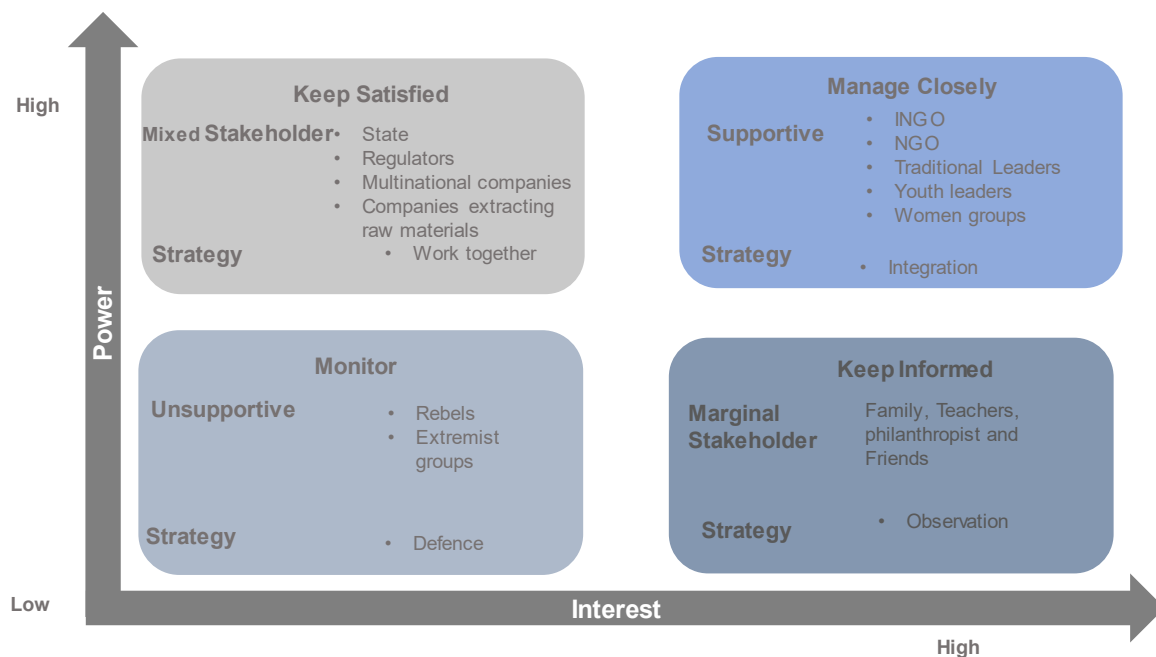 High
Keep Satisfied
Mixed Stakeholder
• State
• Regulators
• Multinational companies
• Companies extracting
raw materials
Strategy
• Work together
Manage Closely
Supportive
• INGO
• NGO
• Traditional Leaders
• Youth leaders
• Women groups
Strategy
• Integration
Power
Monitor
Unsupportive
• Rebels
• Extremist
groups
Strategy
• Defence
Keep Informed
Marginal
Stakeholder
Family, Teachers,
philanthropist and
Friends
Strategy
• Observation
Low
Interest
High